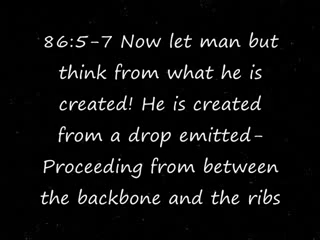 86:5-7 Now let man but
think from what he is
created! He is created
from a drop emitted-
Proceeding from between
the backbone and the ribs